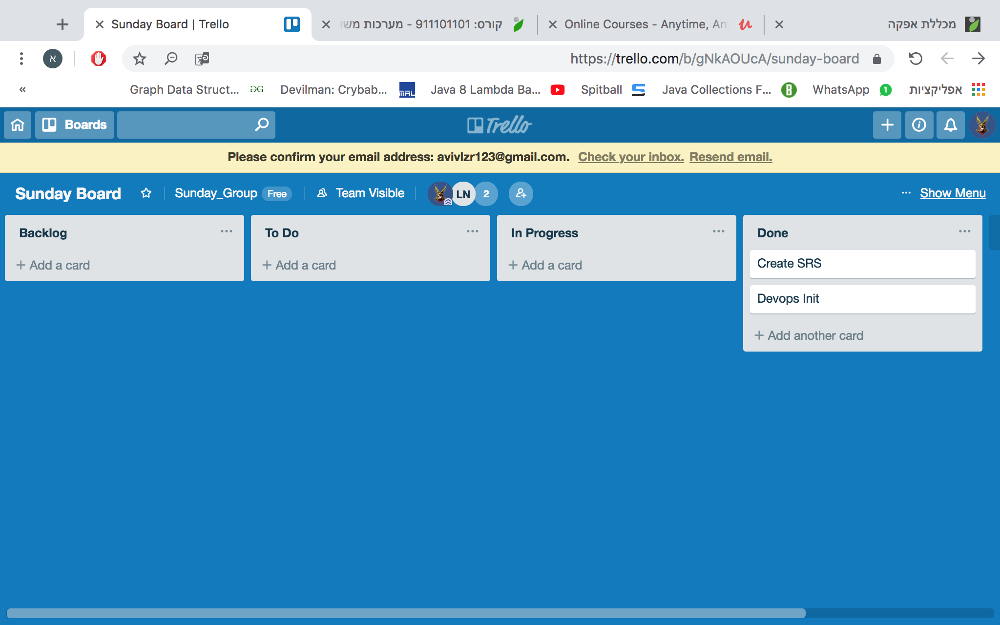 Sunday Board | Trello
קורס: 911101101 - מערכות
Online Courses - Anytime, An
מכללת אפקה
א
https://trello.com/b/gNkAOUcA/sunday-board
«
Graph Data Struct...
Devilman: Crybab...
MAL
Java 8 Lambda Ba...
Spitball
Java Collections F...
WhatsApp
1
אפליקציות
Boards
Trello
Please confirm your email address: avivlzr123@gmail.com. Check your inbox. Resend email.
Sunday Board
Sunday_Group Free
Team Visible
LN
2
... Show Menu
Backlog
+ Add a card
To Do
+ Add a card
In Progress
+ Add a card
Done
Create SRS
Devops Init
+ Add another card